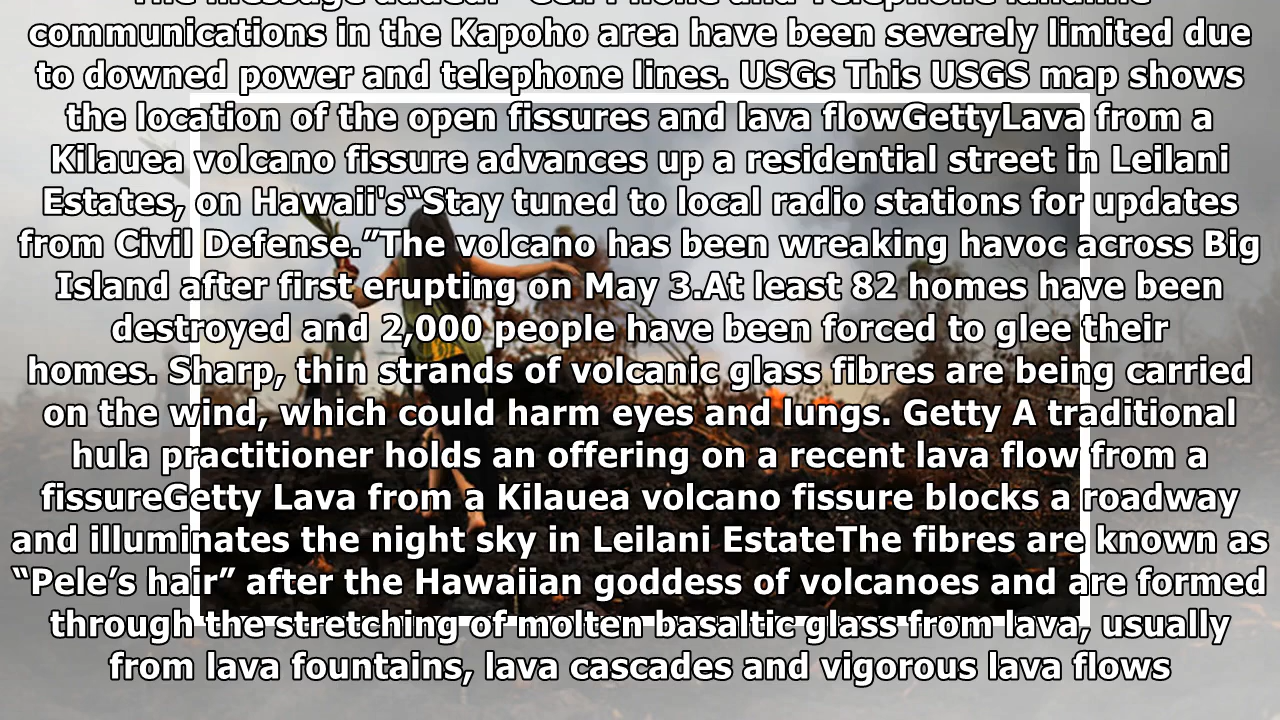 The message added: “Cell Phone and Telephone landline
communications in the Kapoho area have been severely limited due
to downed power and telephone lines. USGs This USGS map shows
the location of the open fissures and lava flowGettyLava from a
Kilauea volcano fissure advances up a residential street in Leilani
Estates, on Hawaii's“Stay tuned to local radio stations for updates
from Civil Defense.”The volcano has been wreaking havoc across Big
Island after first erupting on May 3.At least 82 homes have been
destroyed and 2,000 people have been forced to glee their
homes. Sharp, thin strands of volcanic glass fibres are being carried
on the wind, which could harm eyes and lungs. Getty A traditional
hula practitioner holds an offering on a recent lava flow from a
fissureGetty Lava from a Kilauea volcano fissure blocks a roadway
and illuminates the night sky in Leilani EstateThe fibres are known as
“Pele’s hair” after the Hawaiian goddess of volcanoes and are formed
through the stretching of molten basaltic glass from lava, usually
from lava fountains, lava cascades and vigorous lava flows